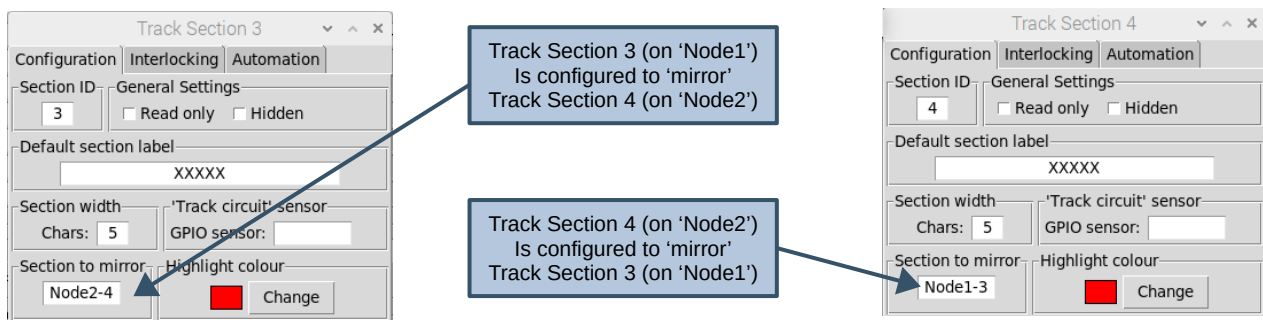 Track Section 3
Configuration Interlocking Automation
Section ID General Settings
3 Read only Hidden
Default section label
XXXXX
Section width 'Track circuit' sensor
Chars: 5 GPIO sensor:
Section to mirror Highlight colour
Node2-4 Change
Track Section 3 (on ‘Node1’)
Is configured to ‘mirror’
Track Section 4 (on ‘Node2’)
Track Section 4 (on ‘Node2’)
Is configured to ‘mirror’
Track Section 3 (on ‘Node1’)
Track Section 4
Configuration Interlocking Automation
Section ID General Settings
4 Read only Hidden
Default section label
XXXXX
Section width 'Track circuit' sensor
Chars: 5 GPIO sensor:
Section to mirror Highlight colour
Node1-3 Change